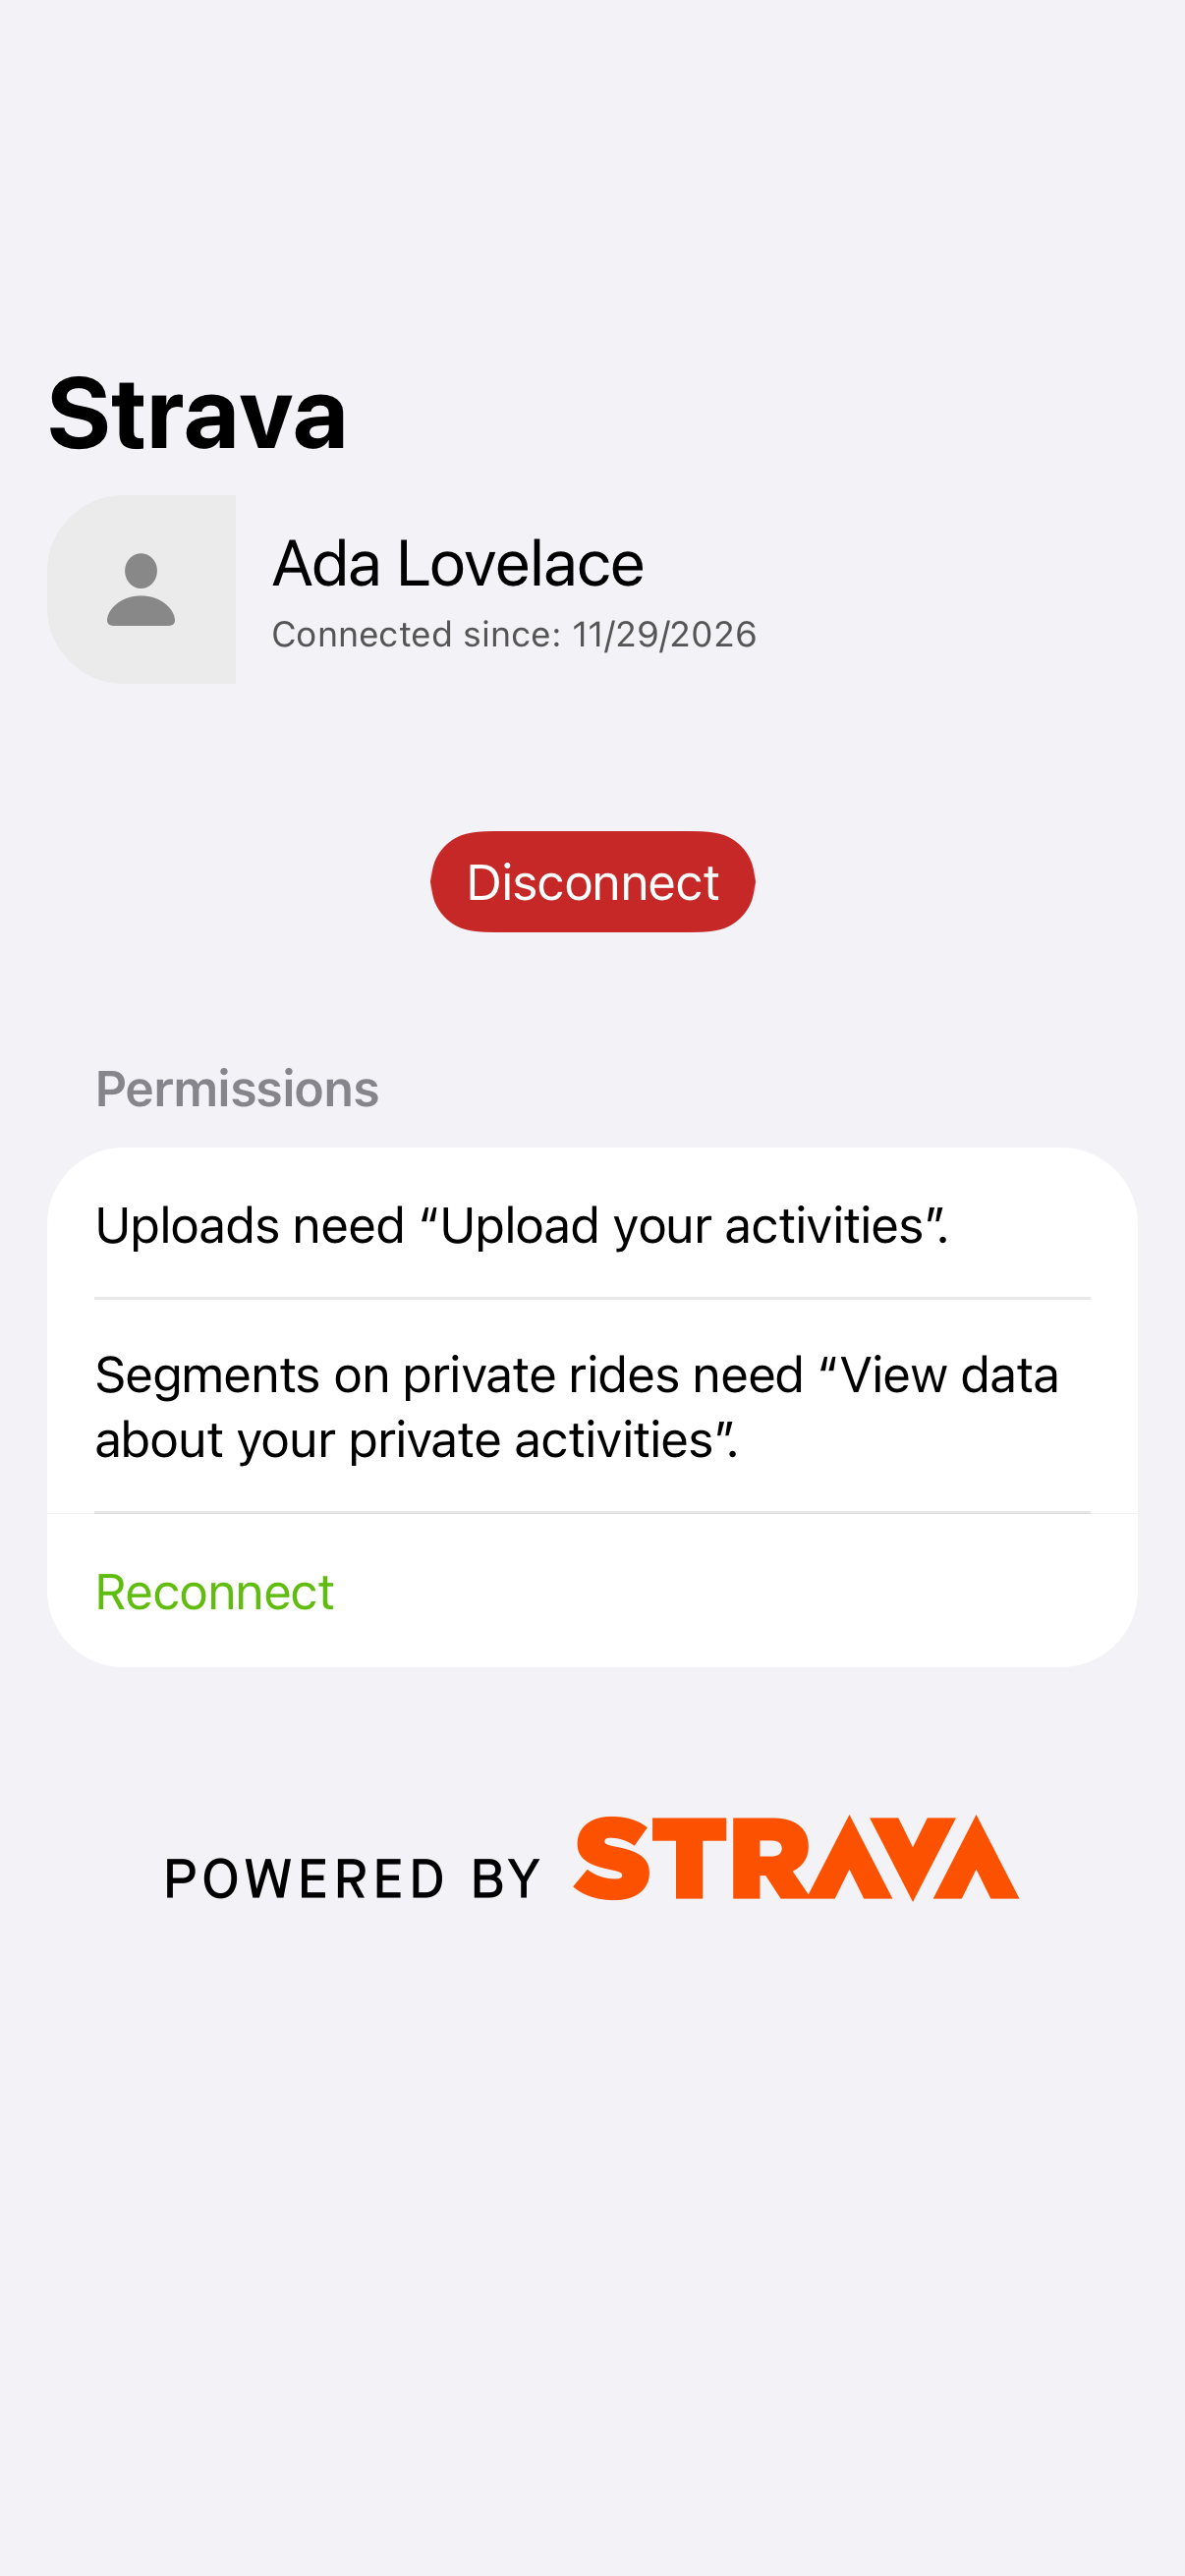 Strava
Ada Lovelace
Connected since: 11/29/2026
Disconnect
Permissions
Uploads need “Upload your activities”.
Segments on private rides need “View data
about your private activities”.
Reconnect
POWERED BY STRAVA